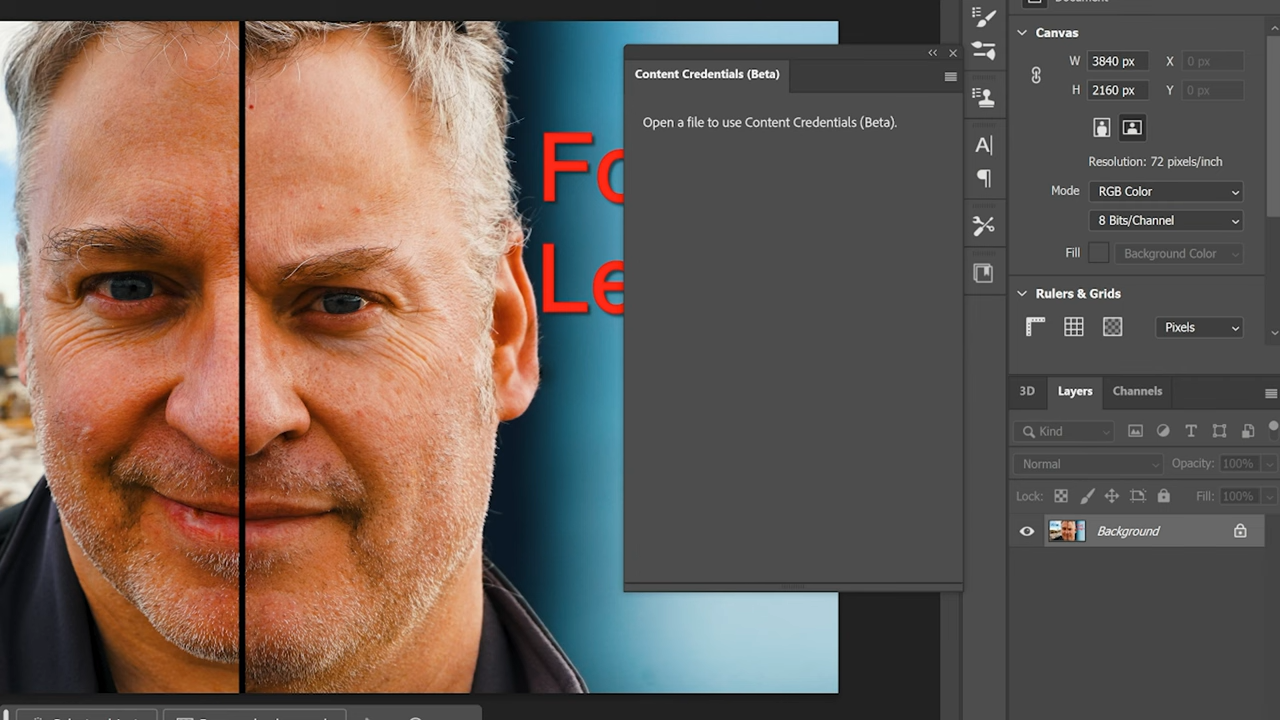 Fo
Le
Content Credentials (Beta)
Open a file to use Content Credentials (Beta).
Canvas
W 3840 px X 0 px
H 2160 px Y 0 px
Resolution: 72 pixels/inch
Mode RGB Color
8 Bits/Channel
Fill Background Color
Rulers & Grids
Pixels
3D Layers Channels
Kind
Normal Opacity: 100%
Lock: Fill: 100%
Background